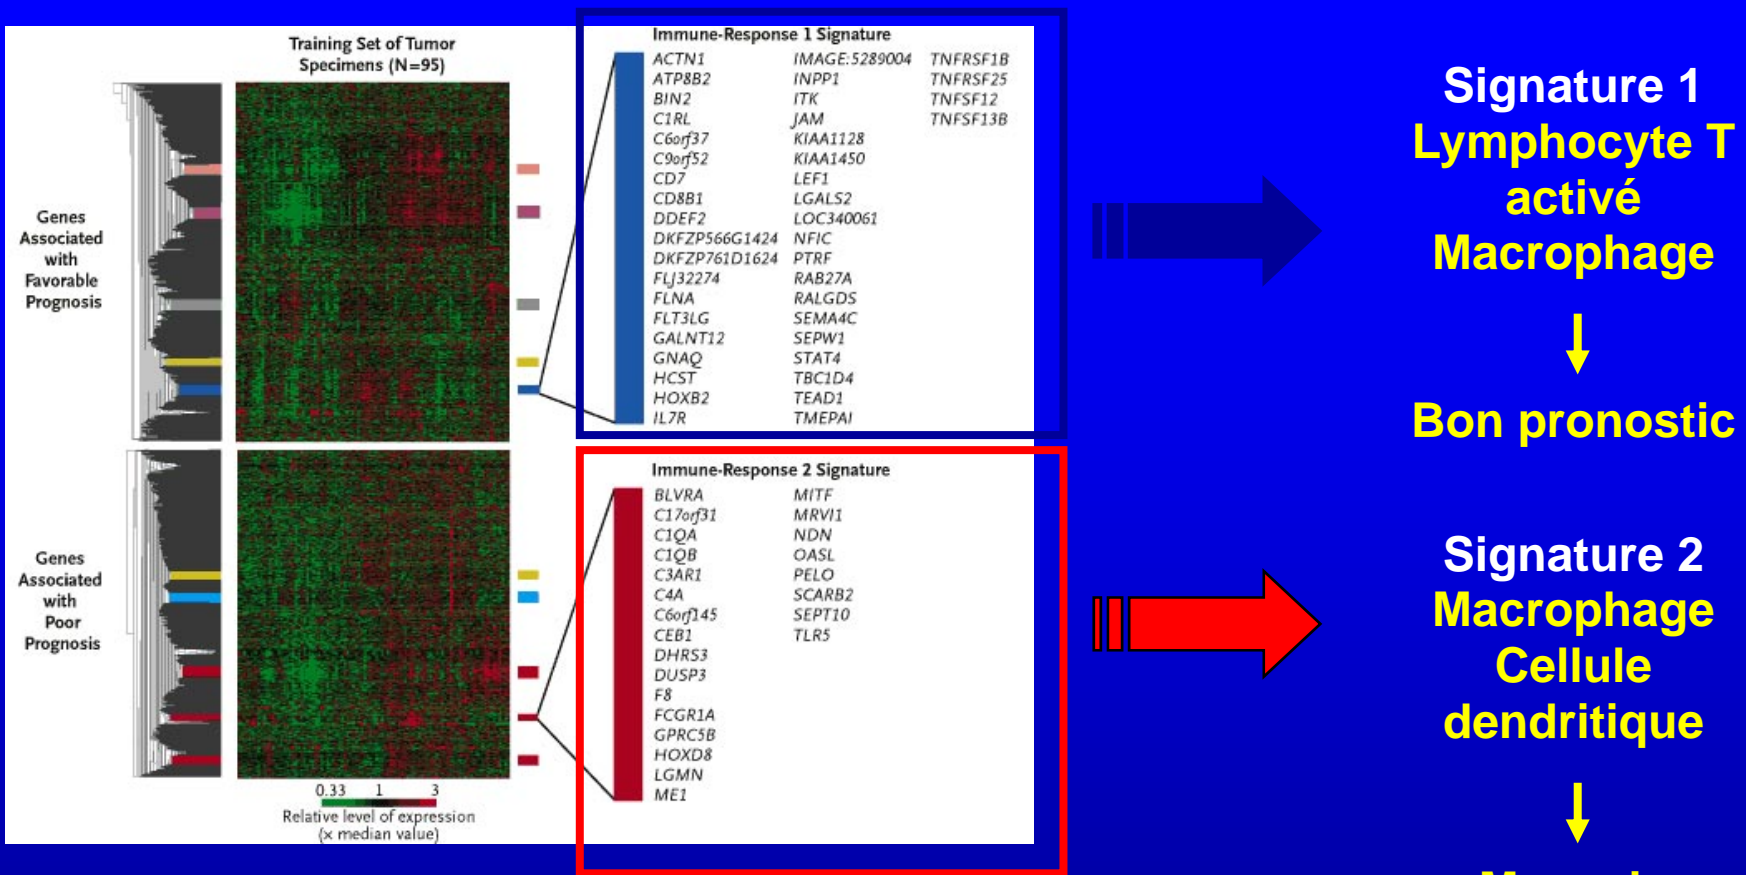 Training Set of Tumor
Specimens (N=95)
Genes
Associated
with
Favorable
Prognosis
Genes
Associated
with
Poor
Prognosis
0.33 1 3
Relative level of expression
(× median value)
Immune-Response 1 Signature
ACTN1 IMAGE:5289004 TNFRSF1B
ATP8B2 INPP1 TNFRSF25
BIN2 ITK TNFSF12
C1RL JAM TNFSF13B
C6orf37 KIAA1128
C9orf52 KIAA1450
CD7 LEF1
CD8B1 LGALS2
DDEF2 LOC340061
DKFZP566G1424 NFIC
DKFZP761D1624 PTRF
FLJ32274 RAB27A
FLNA RALGDS
FLT3LG SEMA4C
GALNT12 SEPW1
GNAQ STAT4
HCST TBC1D4
HOXB2 TEAD1
IL7R TMEPAI
Immune-Response 2 Signature
BLVRA MITF
C17orf31 MRVI1
C1QA NDN
C1QB OASL
C3AR1 PELO
C4A SCARB2
C6orf145 SEPT10
CEB1 TLR5
DHRS3
DUSP3
F8
FCGR1A
GPRC5B
HOXD8
LGMN
ME1
Signature 1
Lymphocyte T
activé
Macrophage
Bon pronostic
Signature 2
Macrophage
Cellule
dendritique